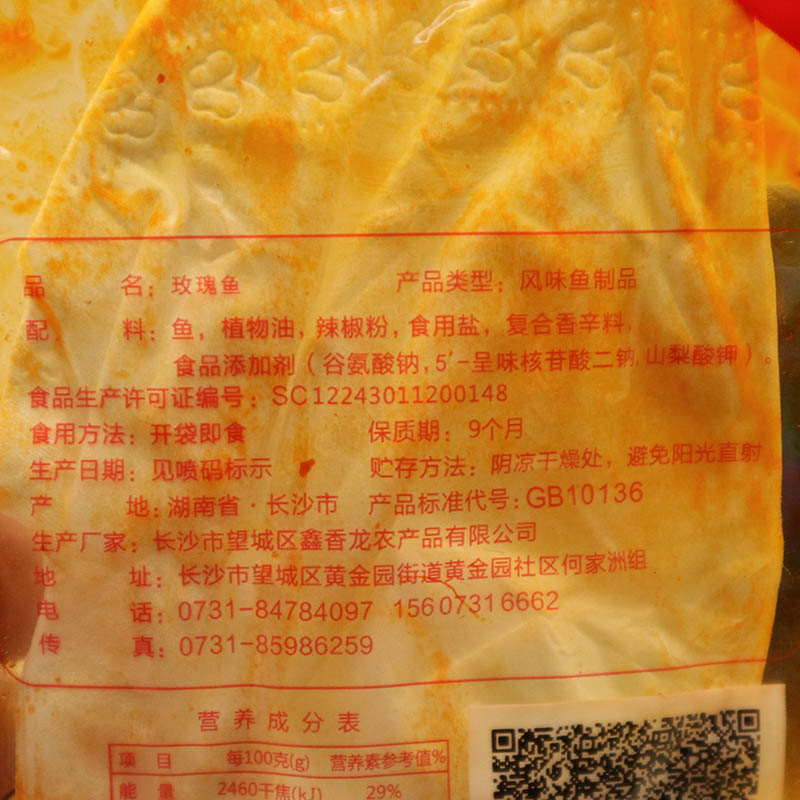 品 名：玫瑰鱼 产品类型：风味鱼制品
配 料：鱼，植物油，辣椒粉，食用盐，复合香辛料，
食品添加剂（谷氨酸钠，5′-呈味核苷酸二钠，山梨酸钾）。
食品生产许可证编号：SC12243011200148
食用方法：开袋即食 保质期：9个月
生产日期：见喷码标示 贮存方法：阴凉干燥处，避免阳光直射
产 地：湖南省·长沙市 产品标准代号：GB10136
生产厂家：长沙市望城区鑫香龙农产品有限公司
地 址：长沙市望城区黄金园街道黄金园社区何家洲组
电 话：0731-84784097 15607316662
传 真：0731-85986259
营养成分表
项 目 每100克(g) 营养素参考值%
能 量 2460千焦(kJ) 29%